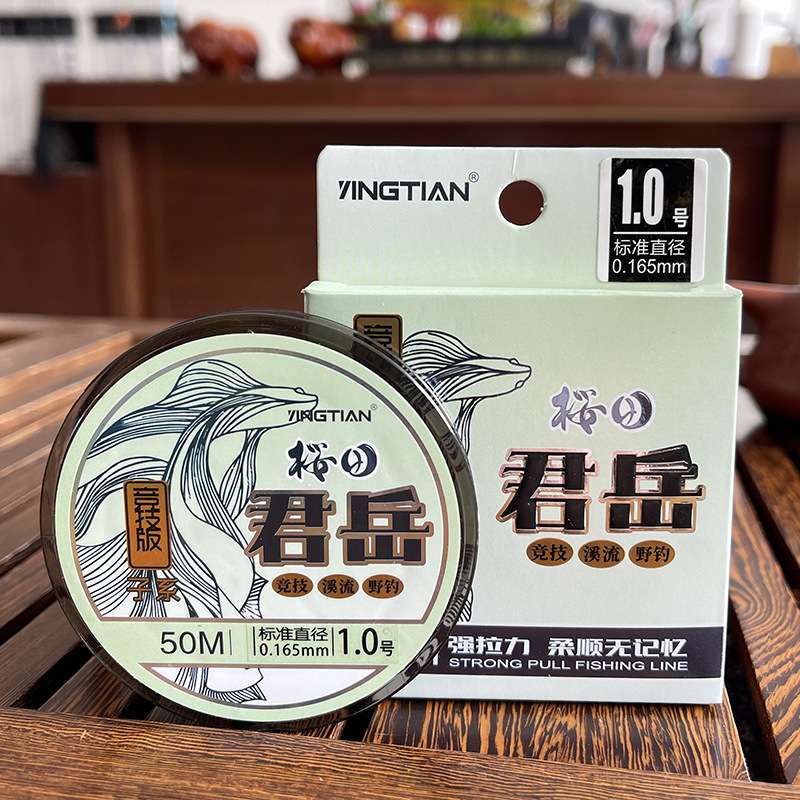 YINGTIAN®
1.0号
标准直径
0.165mm
桜田
君岳
竞技 溪流 野钓
强拉力 柔顺无记忆
STRONG PULL FISHING LINE
YINGTIAN®
桜田
君岳
竞技版
子系
竞技 溪流 野钓
50M
标准直径
0.165mm
1.0号